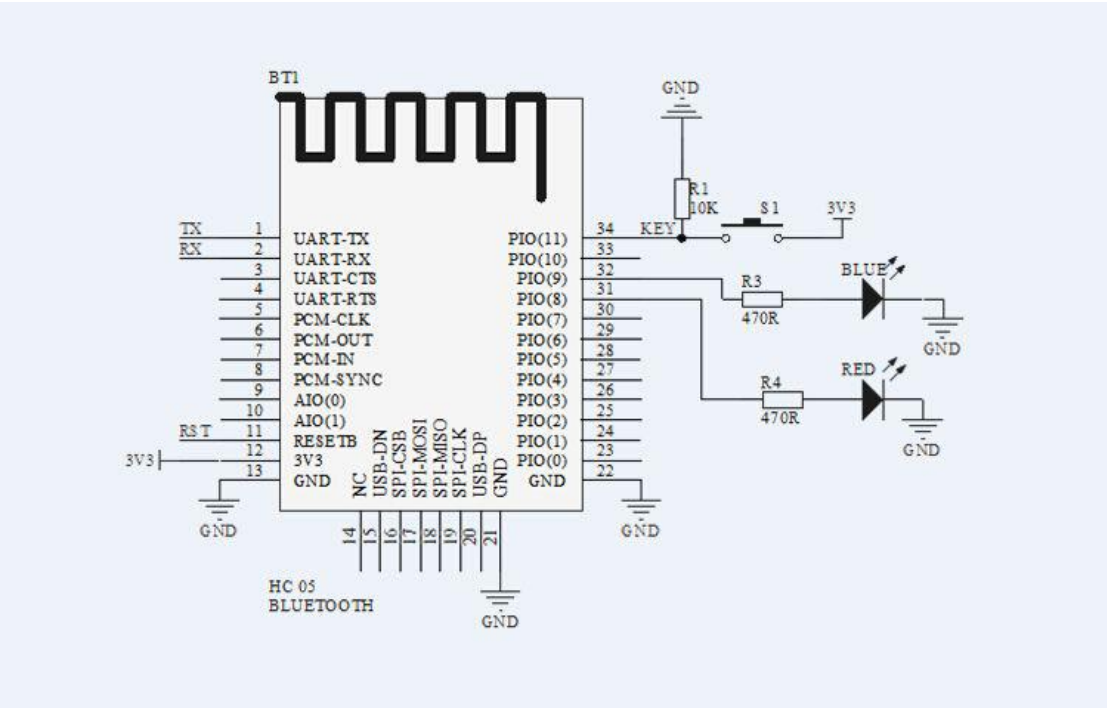 BT1
GND
R1
10K
S1
3V3
TX 1 UART-TX
RX 2 UART-RX
3 UART-CTS
4 UART-RTS
5 PCM-CLK
6 PCM-OUT
7 PCM-IN
8 PCM-SYNC
9 AIO(0)
10 AIO(1)
RST 11 RESETB
3V3 12 3V3
13 GND
GND
PIO(11) 34 KEY
PIO(10) 33
PIO(9) 32
PIO(8) 31
PIO(7) 30
PIO(6) 29
PIO(5) 28
PIO(4) 27
PIO(3) 26
PIO(2) 25
PIO(1) 24
PIO(0) 23
GND 22
GND
BLUE
R3
470R
GND
RED
R4
470R
GND
NC 14
USB-DN 15
SPI-CSB 16
SPI-MOSI 17
SPI-MISO 18
SPI-CLK 19
USB-DP 20
GND 21
GND
HC 05
BLUETOOTH